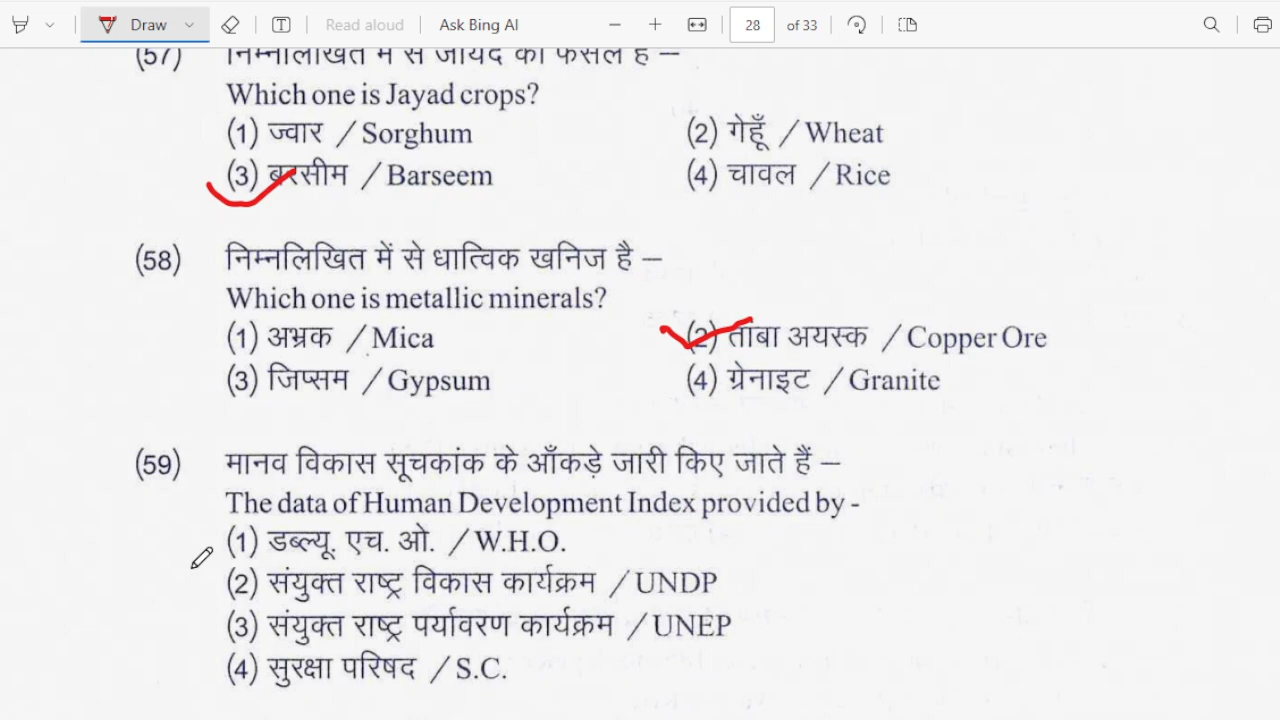 Draw
Read aloud
Ask Bing AI
28 of 33
(57) निम्नलिखित में से जायद की फसल है –
Which one is Jayad crops?
(1) ज्वार / Sorghum (2) गेहूँ / Wheat
(3) बरसीम / Barseem (4) चावल / Rice
(58) निम्नलिखित में से धात्विक खनिज है –
Which one is metallic minerals?
(1) अभ्रक / Mica (2) ताबा अयस्क / Copper Ore
(3) जिप्सम / Gypsum (4) ग्रेनाइट / Granite
(59) मानव विकास सूचकांक के आँकड़े जारी किए जाते हैं –
The data of Human Development Index provided by -
(1) डब्ल्यू. एच. ओ. / W.H.O.
(2) संयुक्त राष्ट्र विकास कार्यक्रम / UNDP
(3) संयुक्त राष्ट्र पर्यावरण कार्यक्रम / UNEP
(4) सुरक्षा परिषद / S.C.